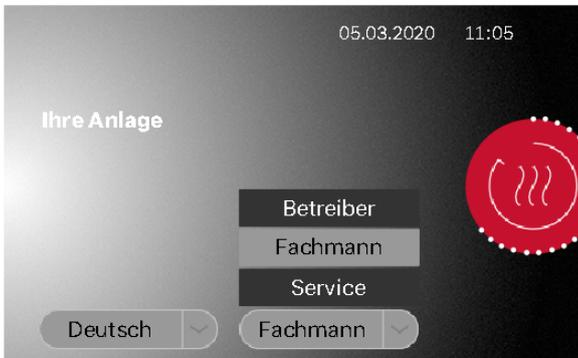 05.03.2020 11:05
Ihre Anlage
Betreiber
Fachmann
Service
Deutsch Fachmann